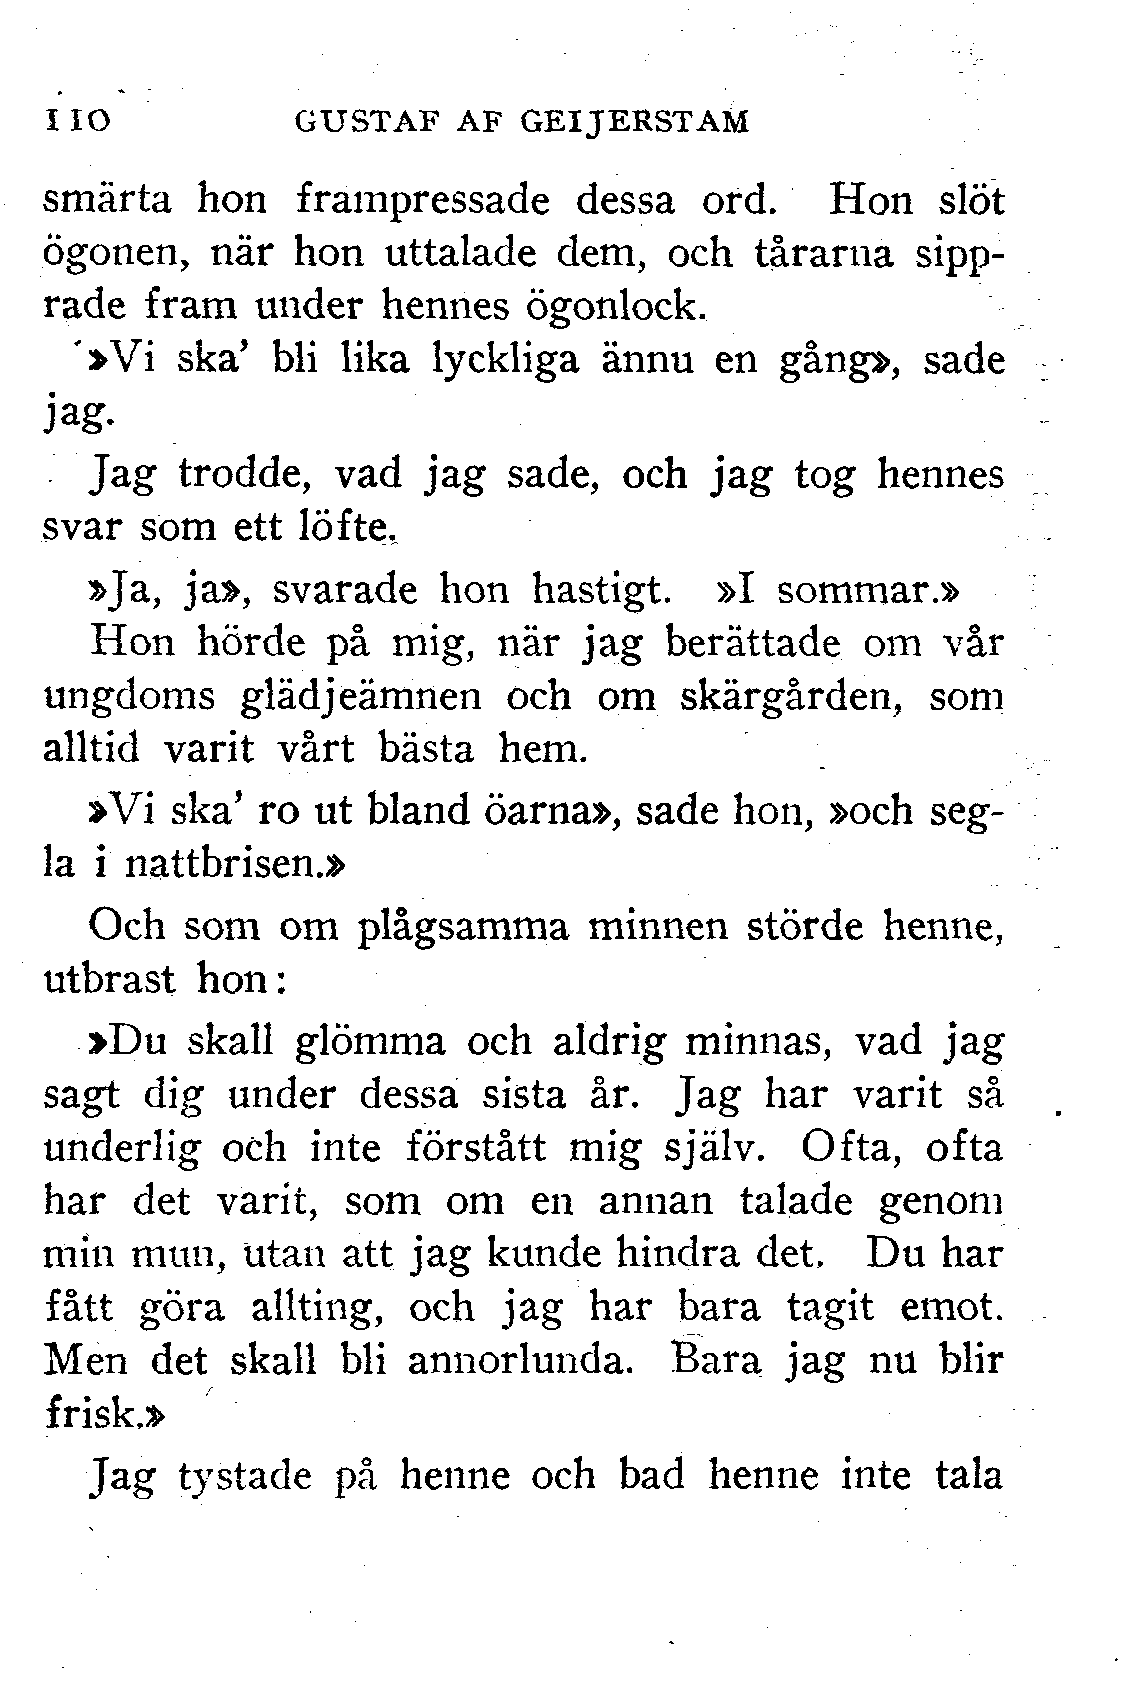 110 GUSTAF AF GEIJERSTAM
smärta hon frampressade dessa ord. Hon slöt
ögonen, när hon uttalade dem, och tårarna sipp-
rade fram under hennes ögonlock.
»Vi ska’ bli lika lyckliga ännu en gång», sade
jag.
Jag trodde, vad jag sade, och jag tog hennes
svar som ett löfte.
»Ja, ja», svarade hon hastigt. »I sommar.»
Hon hörde på mig, när jag berättade om vår
ungdoms glädjeämnen och om skärgården, som
alltid varit vårt bästa hem.
»Vi ska’ ro ut bland öarna», sade hon, »och seg-
la i nattbrisen.»
Och som om plågsamma minnen störde henne,
utbrast hon:
»Du skall glömma och aldrig minnas, vad jag
sagt dig under dessa sista år. Jag har varit så
underlig och inte förstått mig själv. Ofta, ofta
har det varit, som om en annan talade genom
min mun, utan att jag kunde hindra det. Du har
fått göra allting, och jag har bara tagit emot.
Men det skall bli annorlunda. Bara jag nu blir
frisk.»
Jag tystade på henne och bad henne inte tala